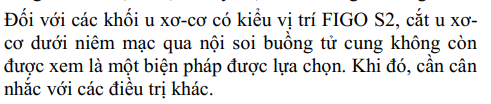 Đối với các khối u xơ-cơ có kiểu vị trí FIGO S2, cắt u xơ-
cơ dưới niêm mạc qua nội soi buồng tử cung không còn
được xem là một biện pháp được lựa chọn. Khi đó, cần cân
nhắc với các điều trị khác.